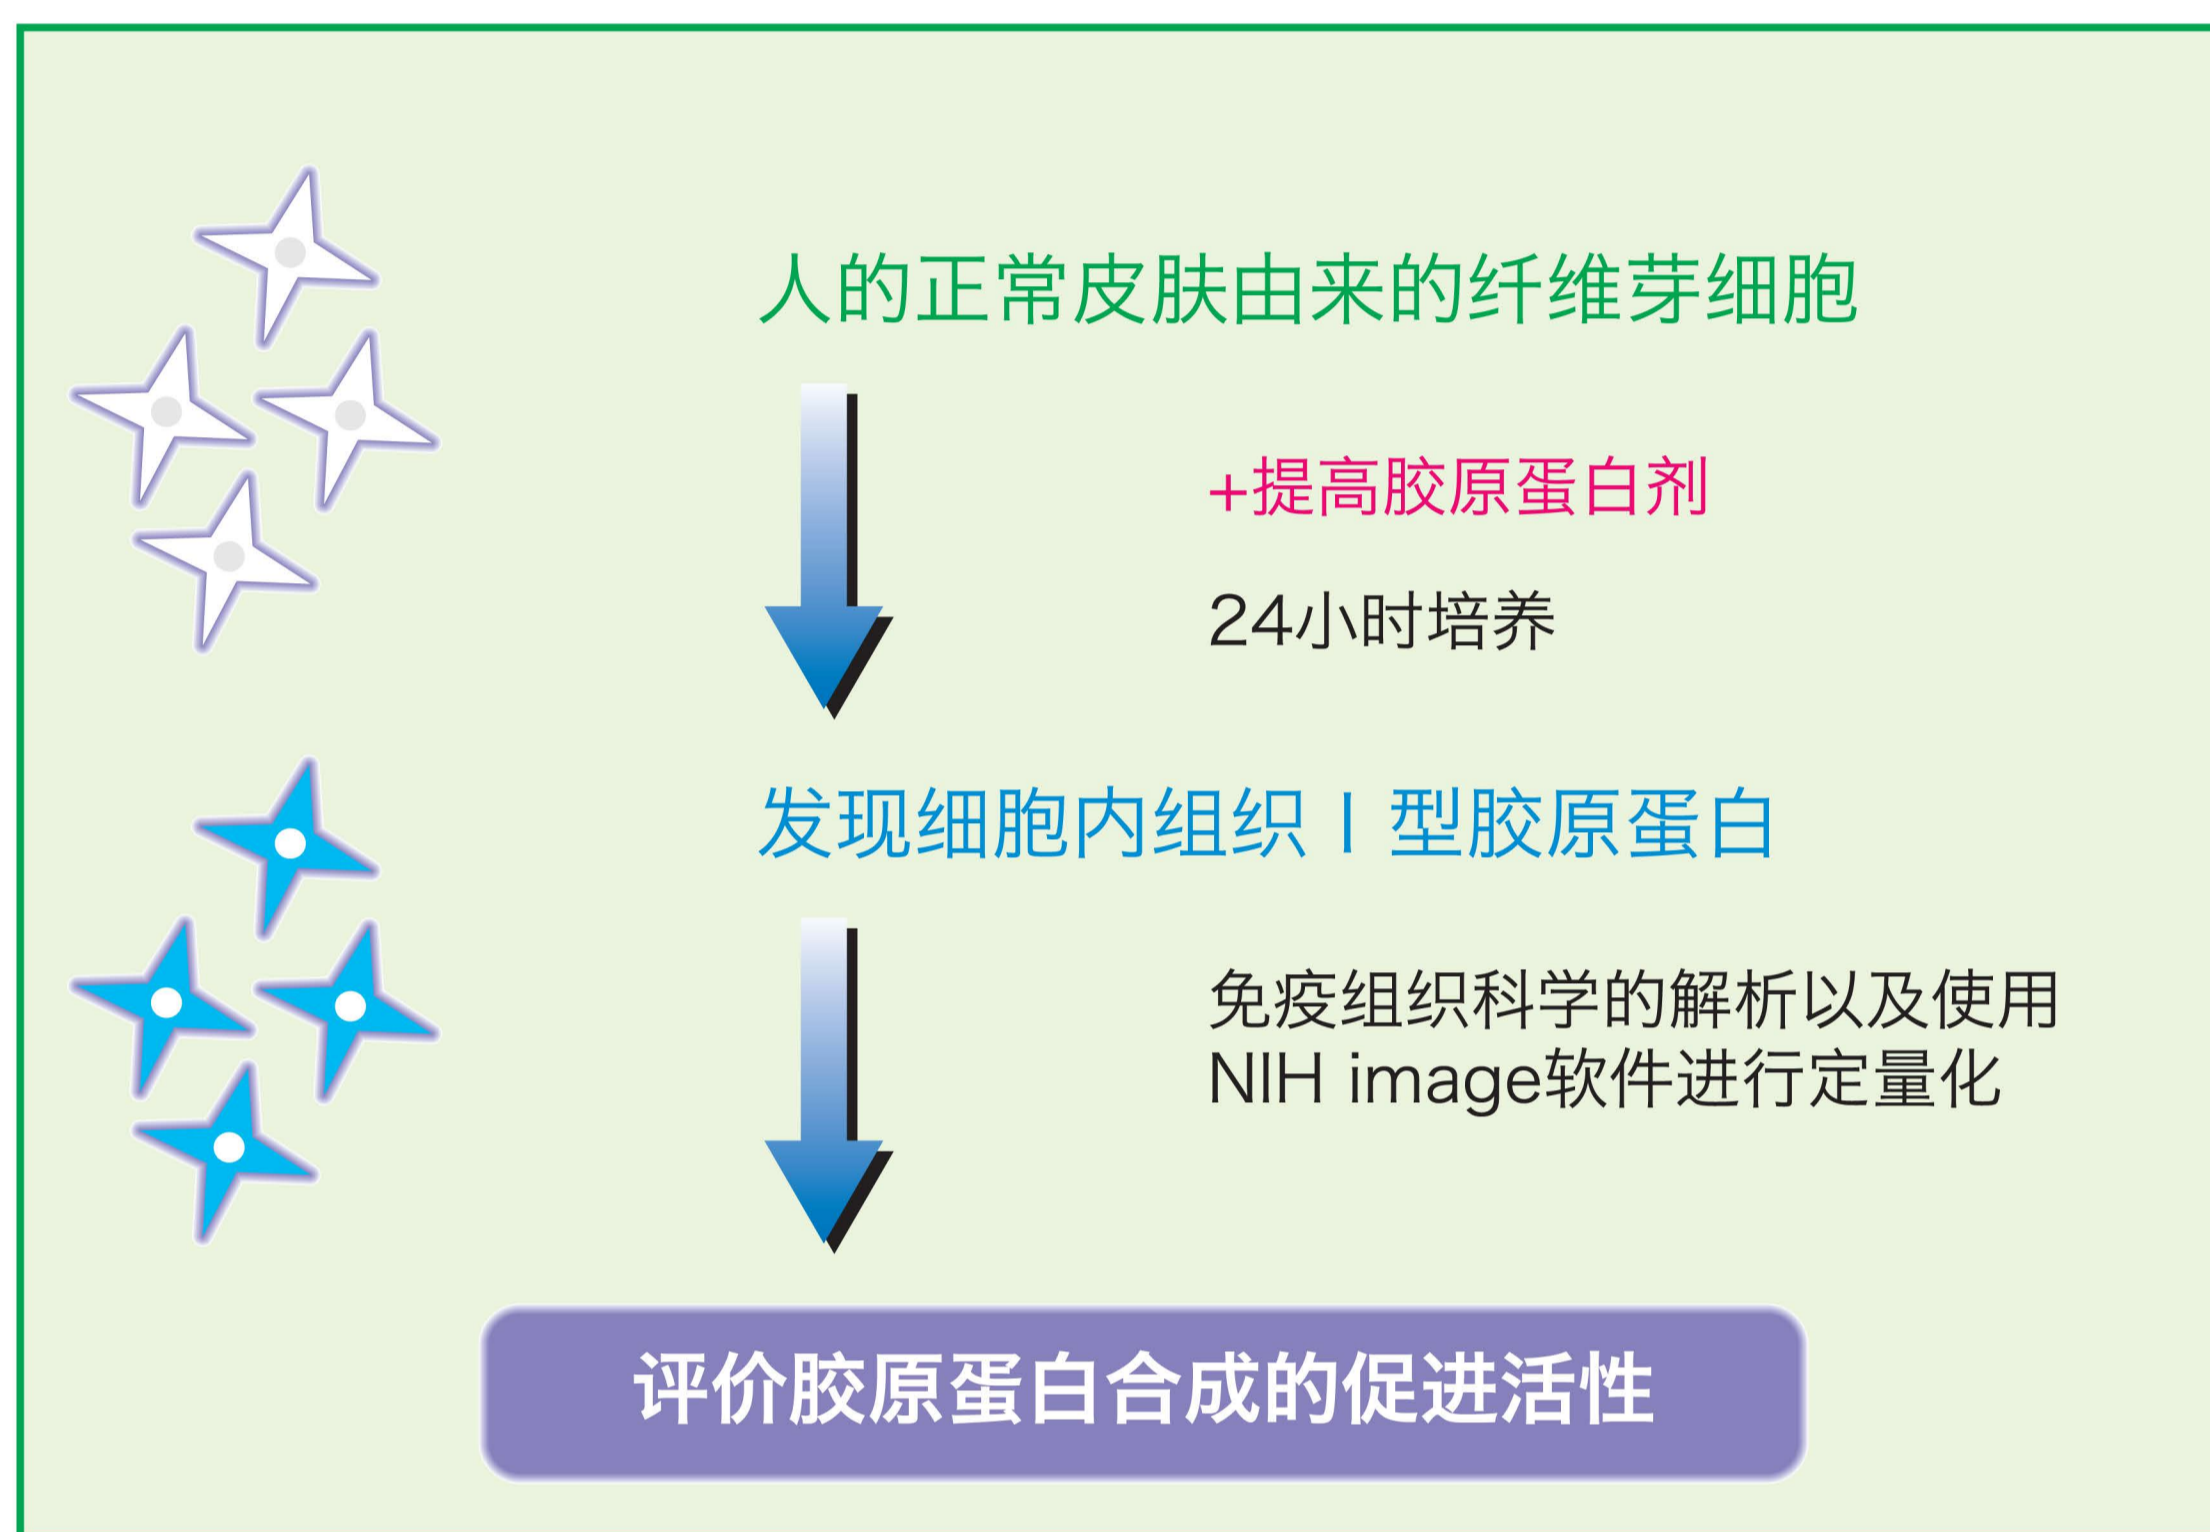 人的正常皮肤由来的纤维芽细胞
+提高胶原蛋白剂
24小时培养
发现细胞内组织Ⅰ型胶原蛋白
免疫组织科学的解析以及使用
NIH image软件进行定量化
评价胶原蛋白合成的促进活性